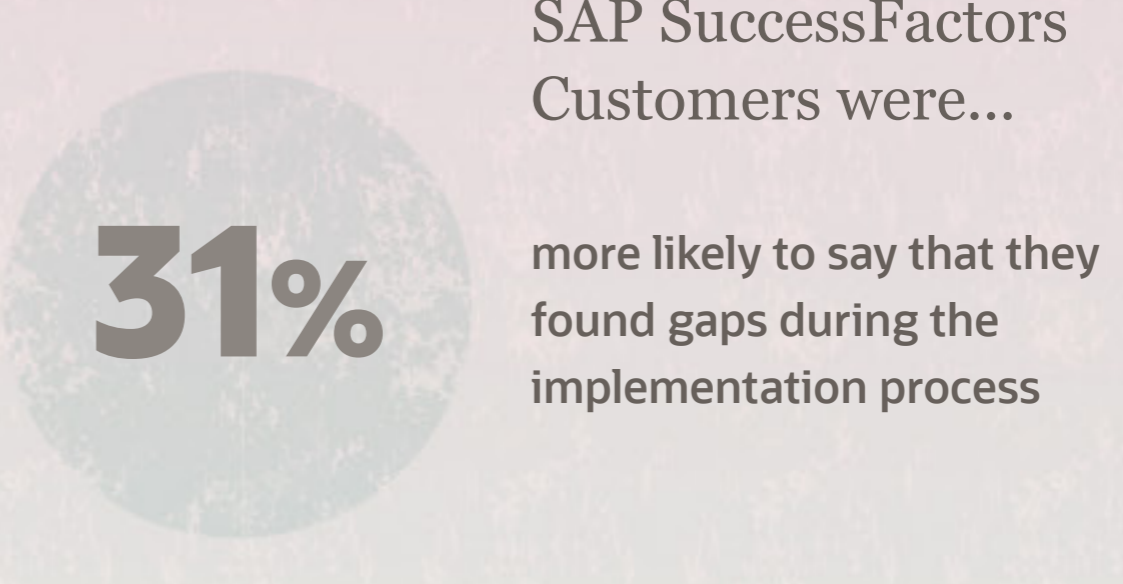 SAP SuccessFactors
Customers were...
31%
more likely to say that they
found gaps during the
implementation process